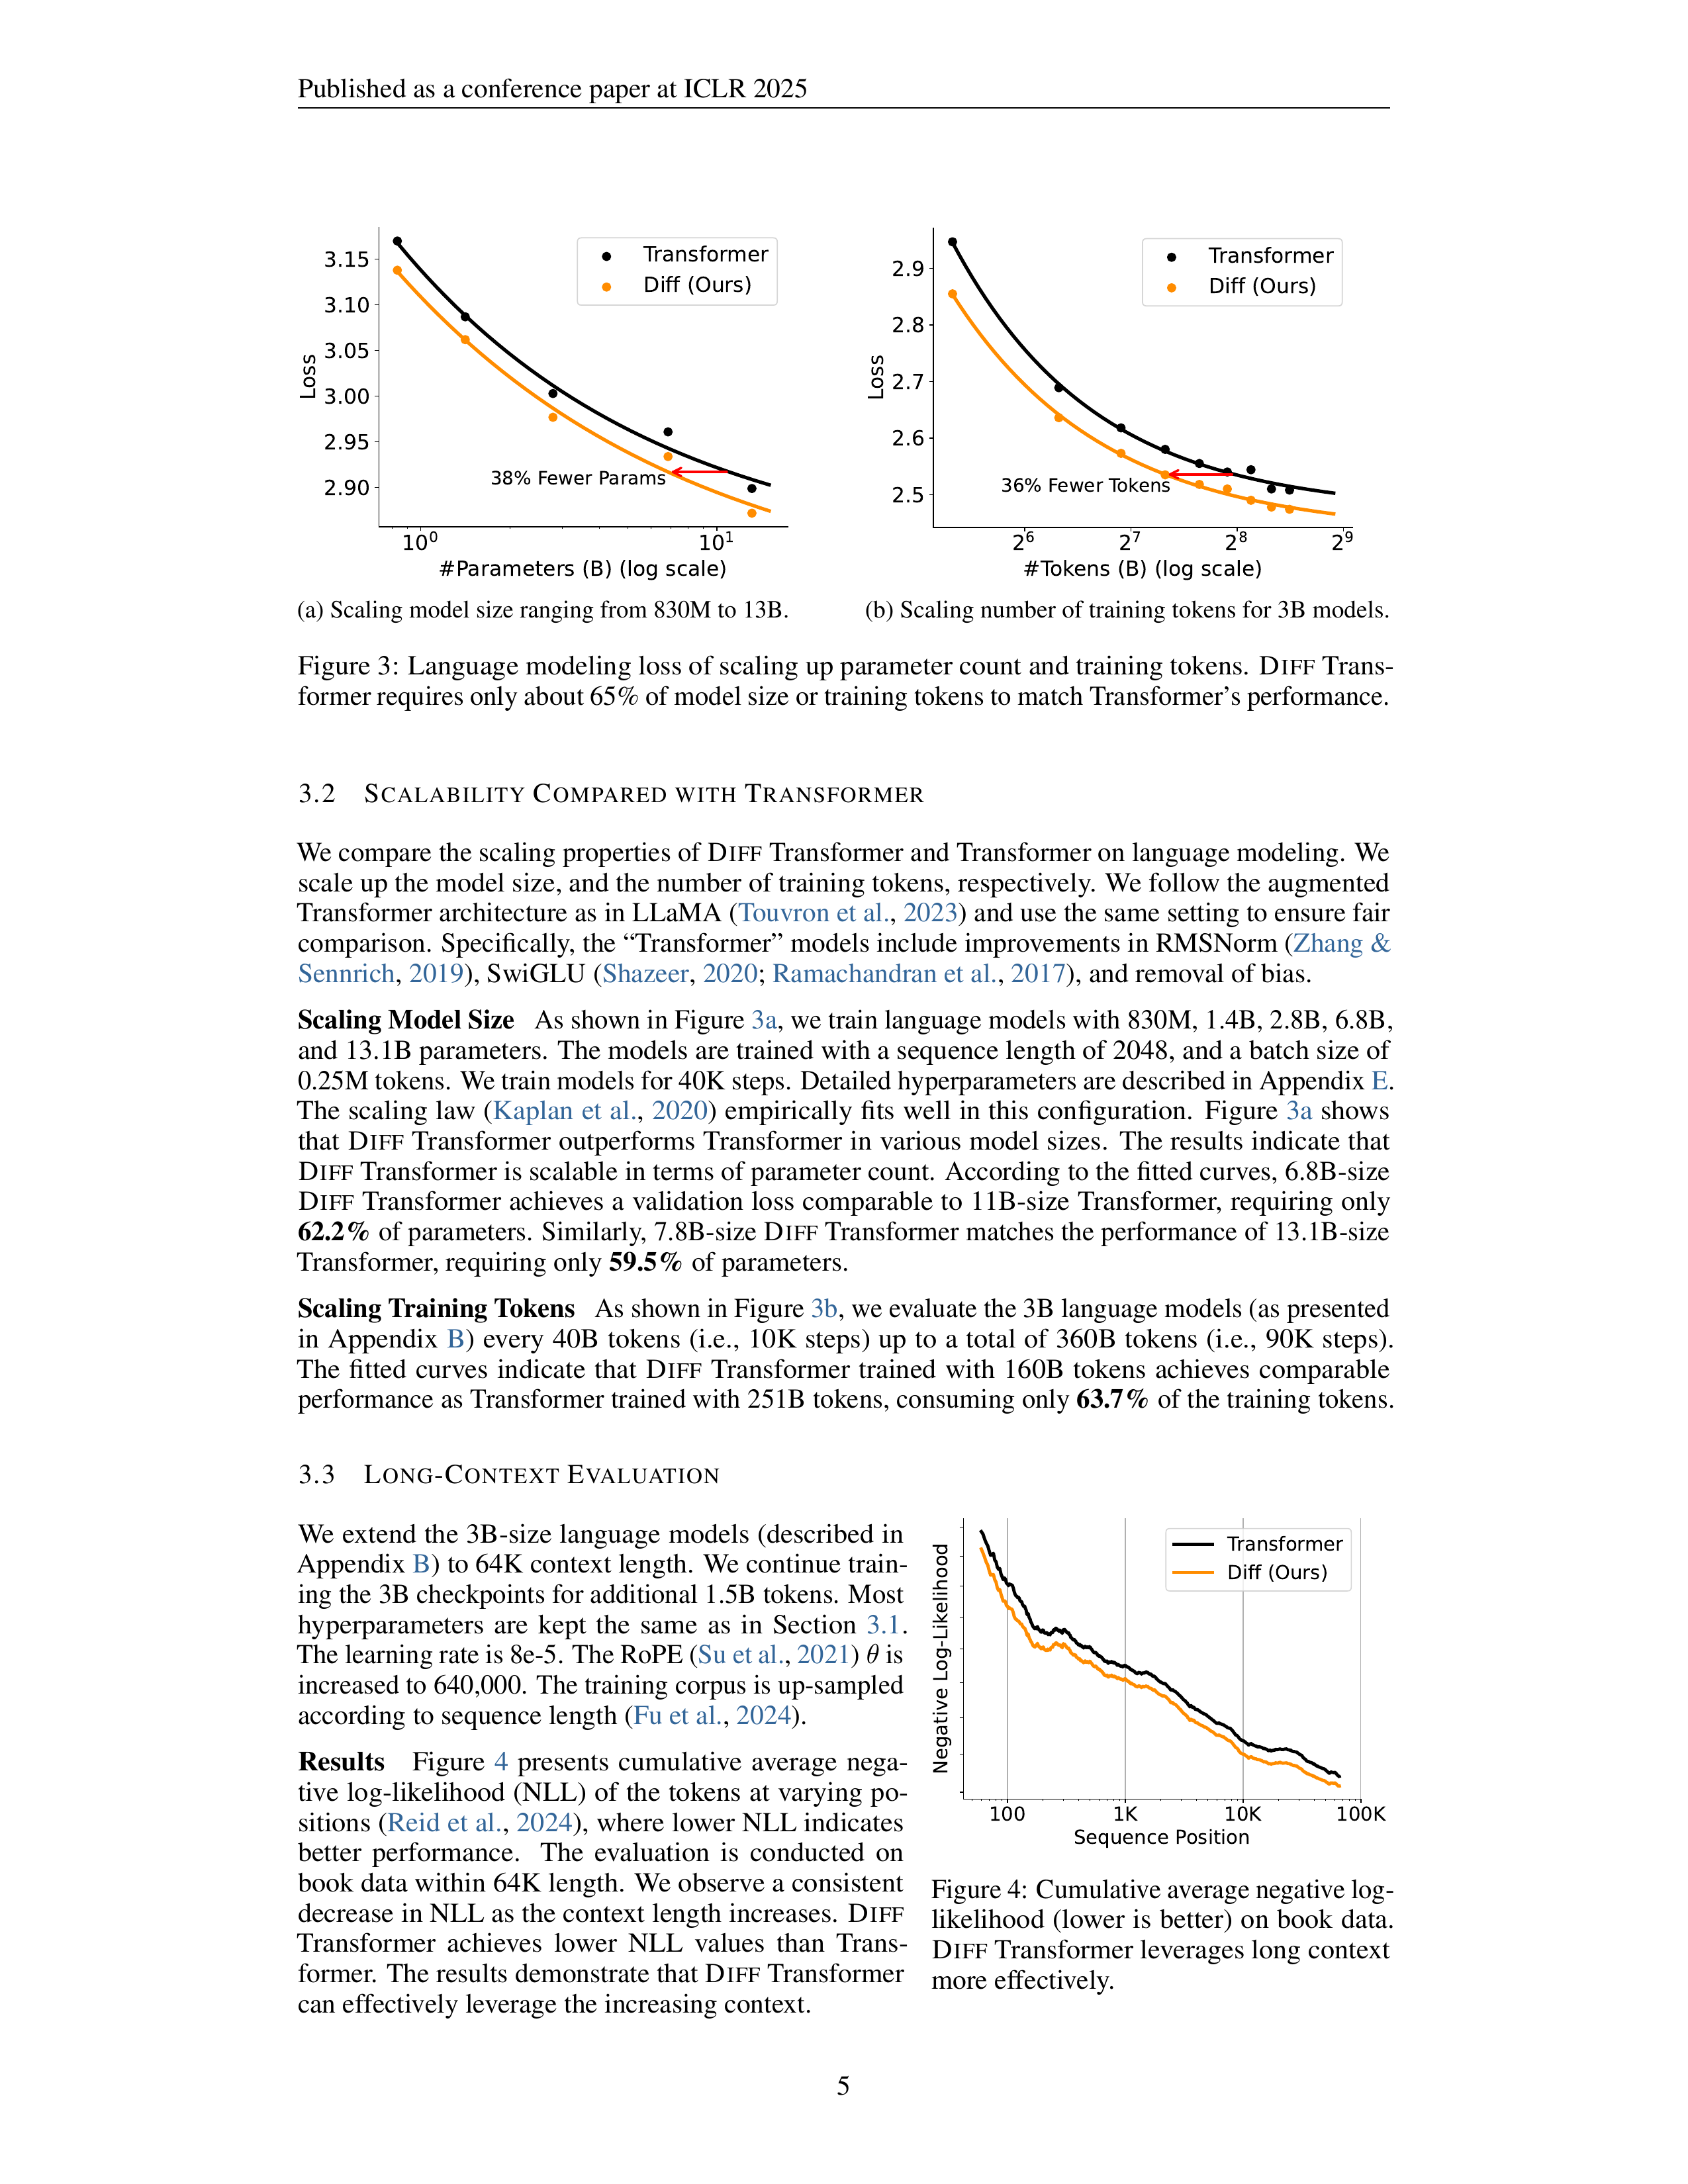 Published as a conference paper at ICLR 2025
3.15
3.10
3.05
3.00
2.95
2.90
Loss
Transformer
Diff (Ours)
38% Fewer Params
10⁰
10¹
#Parameters (B) (log scale)
(a) Scaling model size ranging from 830M to 13B.
2.9
2.8
2.7
2.6
2.5
Loss
Transformer
Diff (Ours)
36% Fewer Tokens
2⁶
2⁷
2⁸
2⁹
#Tokens (B) (log scale)
(b) Scaling number of training tokens for 3B models.
Figure 3: Language modeling loss of scaling up parameter count and training tokens. DIFF Trans-
former requires only about 65% of model size or training tokens to match Transformer's performance.
3.2 SCALABILITY COMPARED WITH TRANSFORMER
We compare the scaling properties of DIFF Transformer and Transformer on language modeling. We
scale up the model size, and the number of training tokens, respectively. We follow the augmented
Transformer architecture as in LLaMA (Touvron et al., 2023) and use the same setting to ensure fair
comparison. Specifically, the “Transformer” models include improvements in RMSNorm (Zhang &
Sennrich, 2019), SwiGLU (Shazeer, 2020; Ramachandran et al., 2017), and removal of bias.
Scaling Model Size As shown in Figure 3a, we train language models with 830M, 1.4B, 2.8B, 6.8B,
and 13.1B parameters. The models are trained with a sequence length of 2048, and a batch size of
0.25M tokens. We train models for 40K steps. Detailed hyperparameters are described in Appendix E.
The scaling law (Kaplan et al., 2020) empirically fits well in this configuration. Figure 3a shows
that DIFF Transformer outperforms Transformer in various model sizes. The results indicate that
DIFF Transformer is scalable in terms of parameter count. According to the fitted curves, 6.8B-size
DIFF Transformer achieves a validation loss comparable to 11B-size Transformer, requiring only
62.2% of parameters. Similarly, 7.8B-size DIFF Transformer matches the performance of 13.1B-size
Transformer, requiring only 59.5% of parameters.
Scaling Training Tokens As shown in Figure 3b, we evaluate the 3B language models (as presented
in Appendix B) every 40B tokens (i.e., 10K steps) up to a total of 360B tokens (i.e., 90K steps).
The fitted curves indicate that DIFF Transformer trained with 160B tokens achieves comparable
performance as Transformer trained with 251B tokens, consuming only 63.7% of the training tokens.
3.3 LONG-CONTEXT EVALUATION
We extend the 3B-size language models (described in
Appendix B) to 64K context length. We continue train-
ing the 3B checkpoints for additional 1.5B tokens. Most
hyperparameters are kept the same as in Section 3.1.
The learning rate is 8e-5. The RoPE (Su et al., 2021) θ is
increased to 640,000. The training corpus is up-sampled
according to sequence length (Fu et al., 2024).
Results Figure 4 presents cumulative average nega-
tive log-likelihood (NLL) of the tokens at varying po-
sitions (Reid et al., 2024), where lower NLL indicates
better performance. The evaluation is conducted on
book data within 64K length. We observe a consistent
decrease in NLL as the context length increases. DIFF
Transformer achieves lower NLL values than Trans-
former. The results demonstrate that DIFF Transformer
can effectively leverage the increasing context.
Negative Log-Likelihood
Transformer
Diff (Ours)
100
1K
10K
100K
Sequence Position
Figure 4: Cumulative average negative log-
likelihood (lower is better) on book data.
DIFF Transformer leverages long context
more effectively.
5